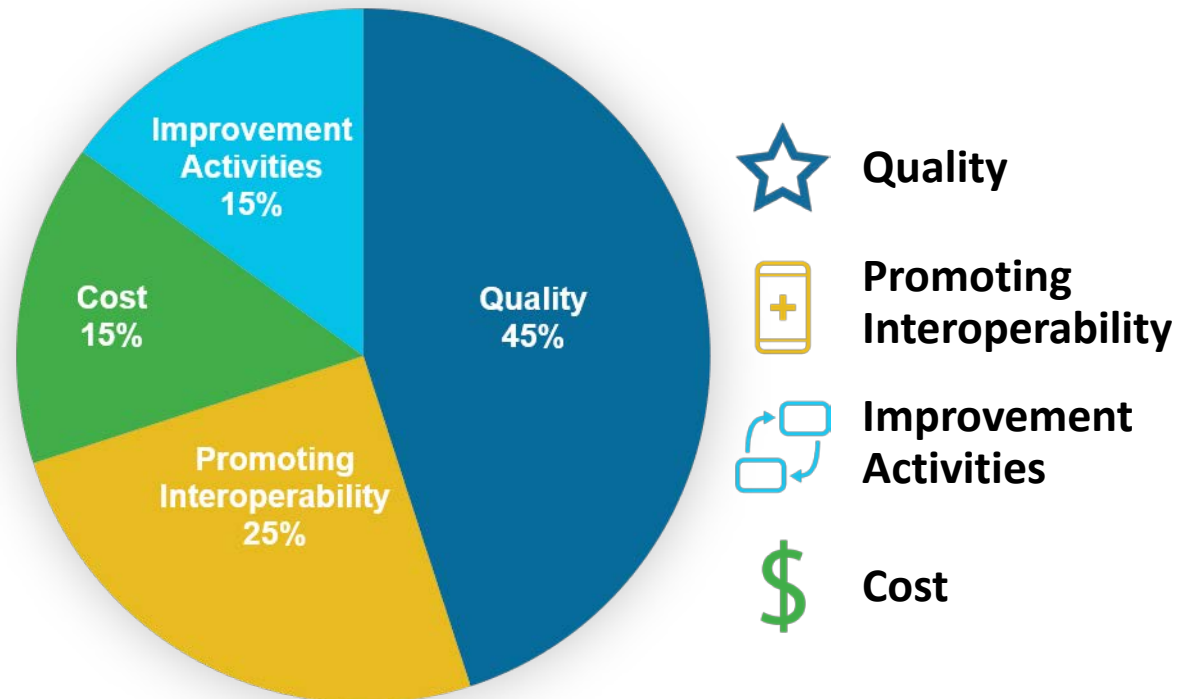 Improvement
Activities
15%
Cost
15%
Quality
45%
Promoting
Interoperability
25%
Quality
Promoting
Interoperability
Improvement
Activities
Cost